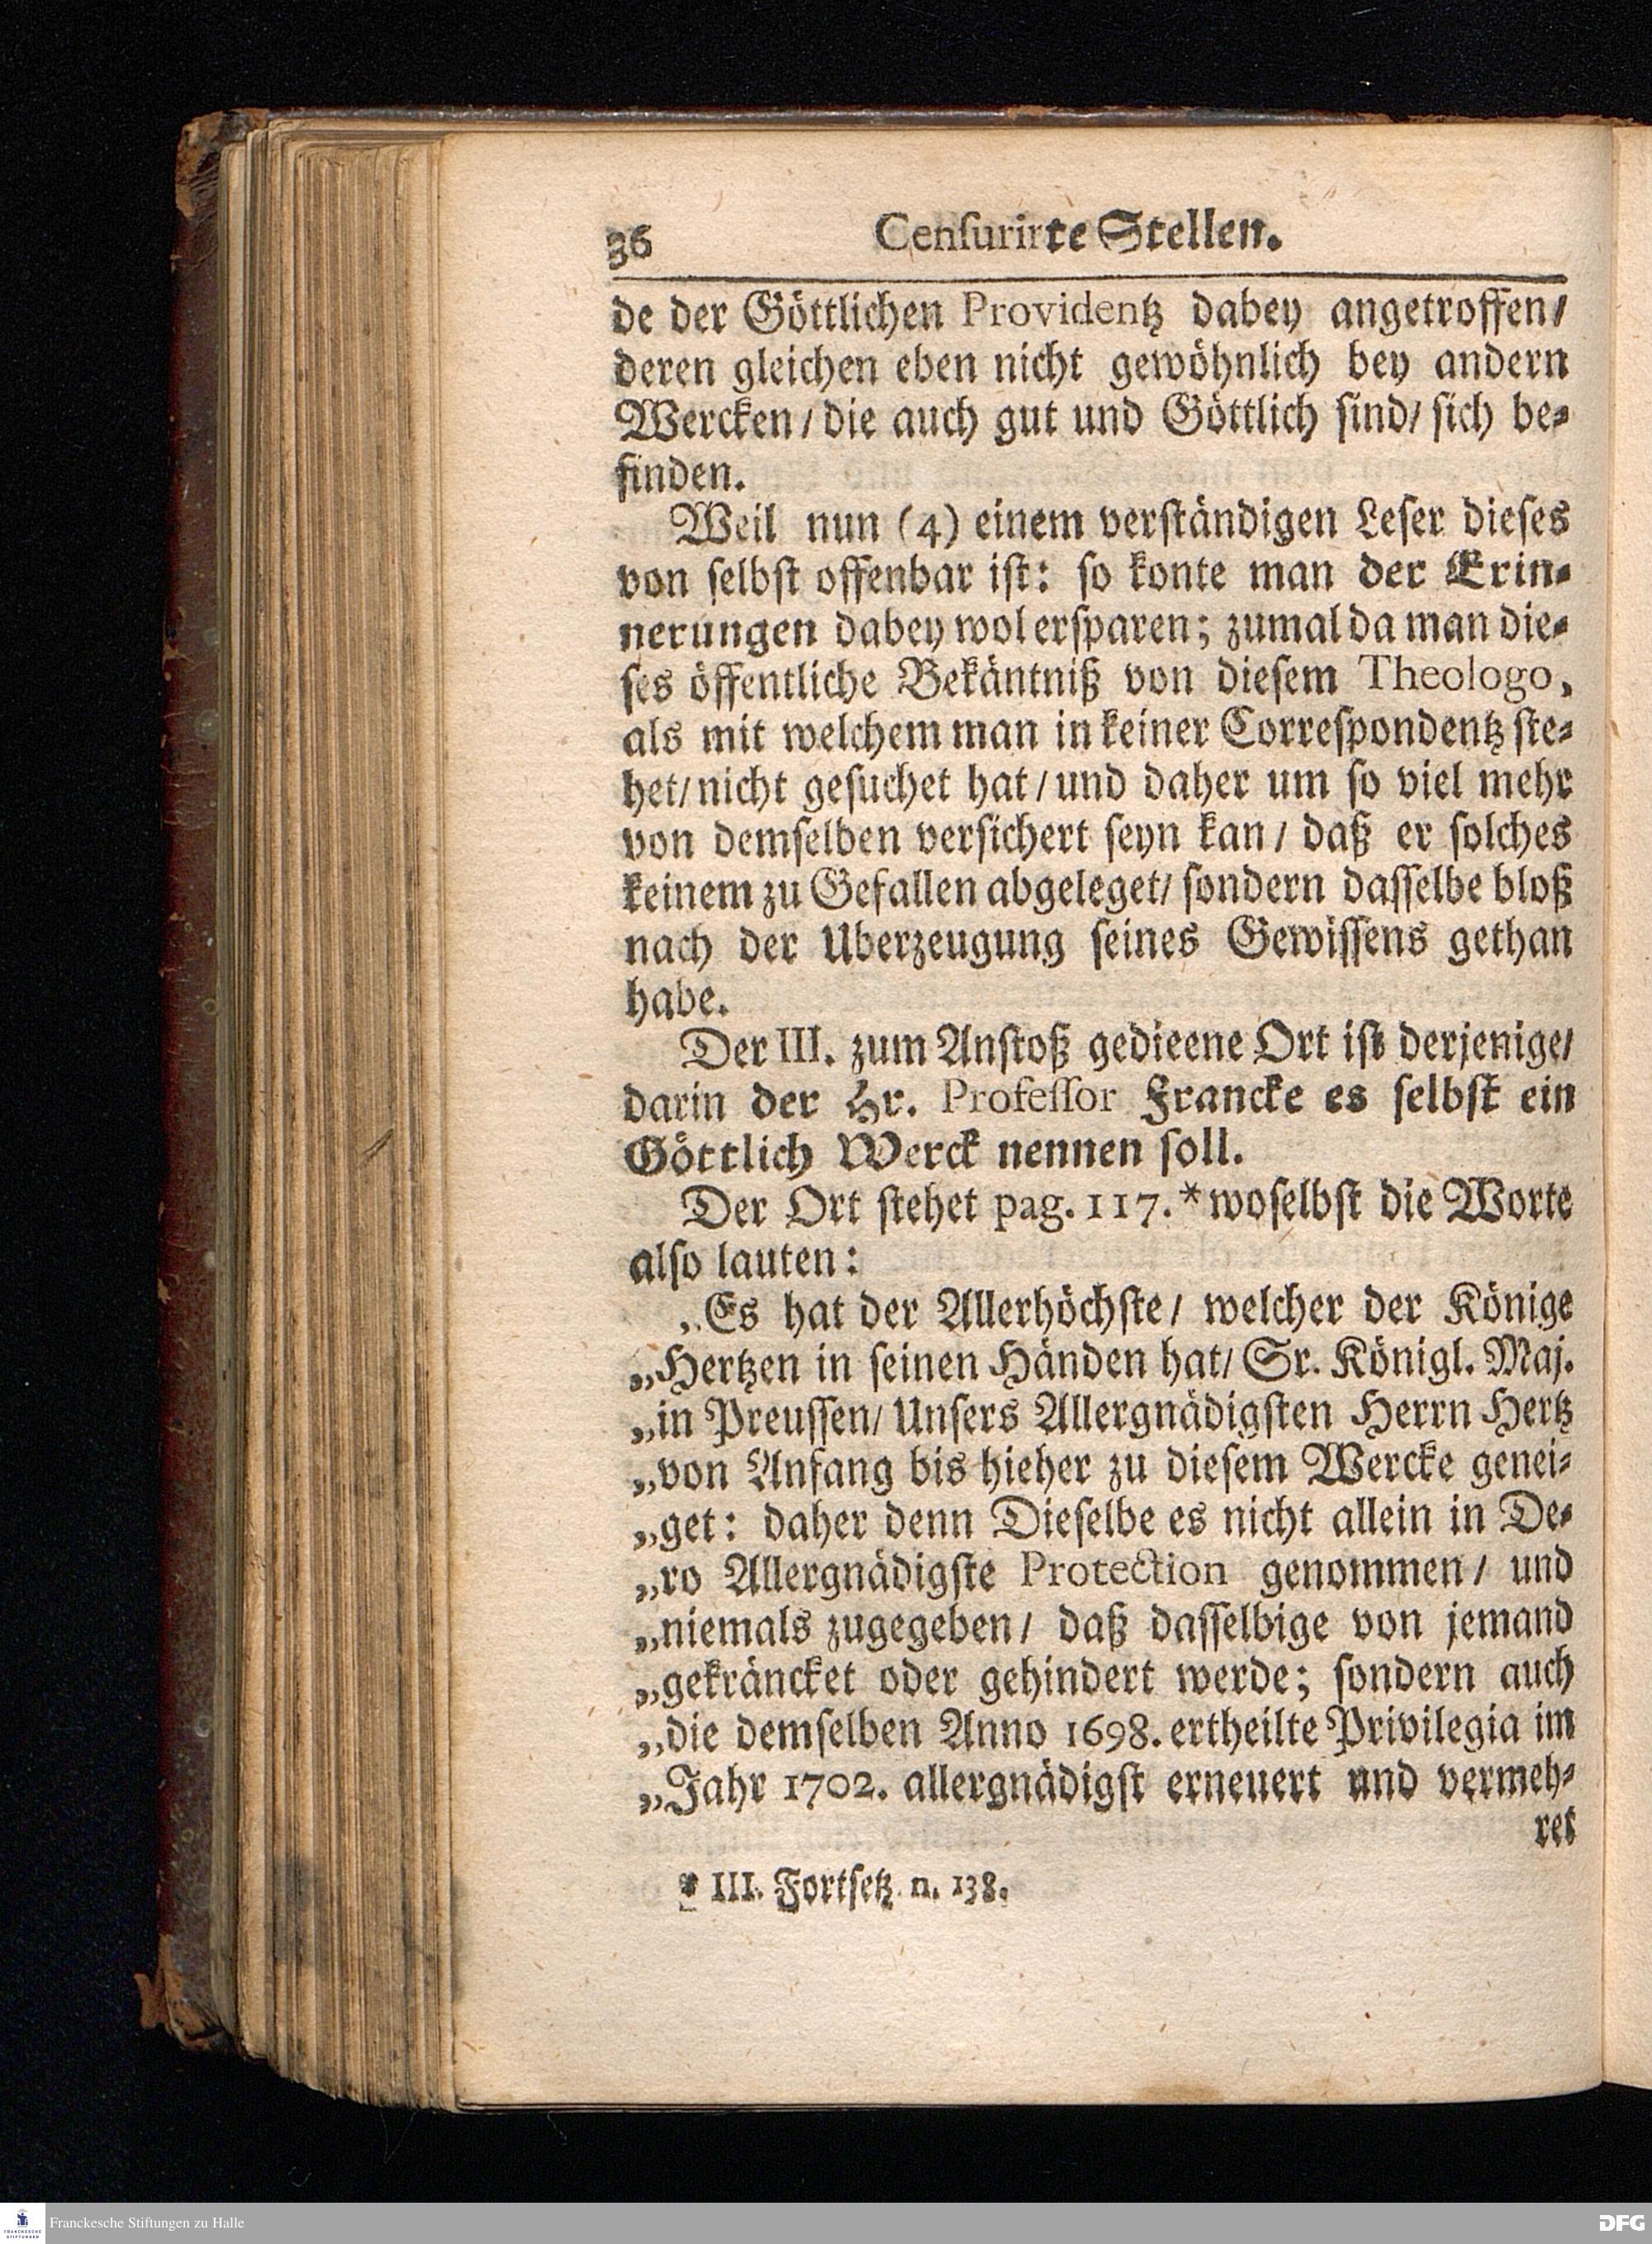 36 Cenſurirte Stellen.
de der Göttlichen Providentz dabey angetroffen/
deren gleichen eben nicht gewöhnlich bey andern
Wercken/ die auch gut und Göttlich ſind/ ſich be⸗
finden.
Weil nun (4) einem verſtändigen Leſer dieſes
von ſelbſt offenbar iſt: ſo konte man der Erin⸗
nerungen dabey wol erſparen; zumal da man die⸗
ſes öffentliche Bekäntniß von dieſem Theologo,
als mit welchem man in keiner Correſpondentz ſte⸗
het/ nicht geſuchet hat/ und daher um ſo viel mehr
von demſelben verſichert ſeyn kan/ daß er ſolches
keinem zu Gefallen abgeleget/ ſondern daſſelbe bloß
nach der Uberzeugung ſeines Gewiſſens gethan
habe.
Der III. zum Anſtoß gedieene Ort iſt derjenige/
darin der Hr. Profeſſor Francke es ſelbſt ein
Göttlich Werck nennen ſoll.
Der Ort ſtehet pag. 117.* woſelbſt die Worte
alſo lauten:
„Es hat der Allerhöchſte/ welcher der Könige
„Hertzen in ſeinen Händen hat/ Sr. Königl. Maj.
„in Preuſſen/ Unſers Allergnädigſten Herrn Hertz
„von Anfang bis hieher zu dieſem Wercke genei⸗
„get: daher denn Dieſelbe es nicht allein in De⸗
„ro Allergnädigſte Protection genommen/ und
„niemals zugegeben/ daß daſſelbige von jemand
„gekräncket oder gehindert werde; ſondern auch
„die demſelben Anno 1698. ertheilte Privilegia im
„Jahr 1702. allergnädigſt erneuert und vermeh⸗
ret
* III. Fortſetz. n. 138.
FRANCKESCHE
STIFTUNGEN
Franckesche Stiftungen zu Halle
DFG